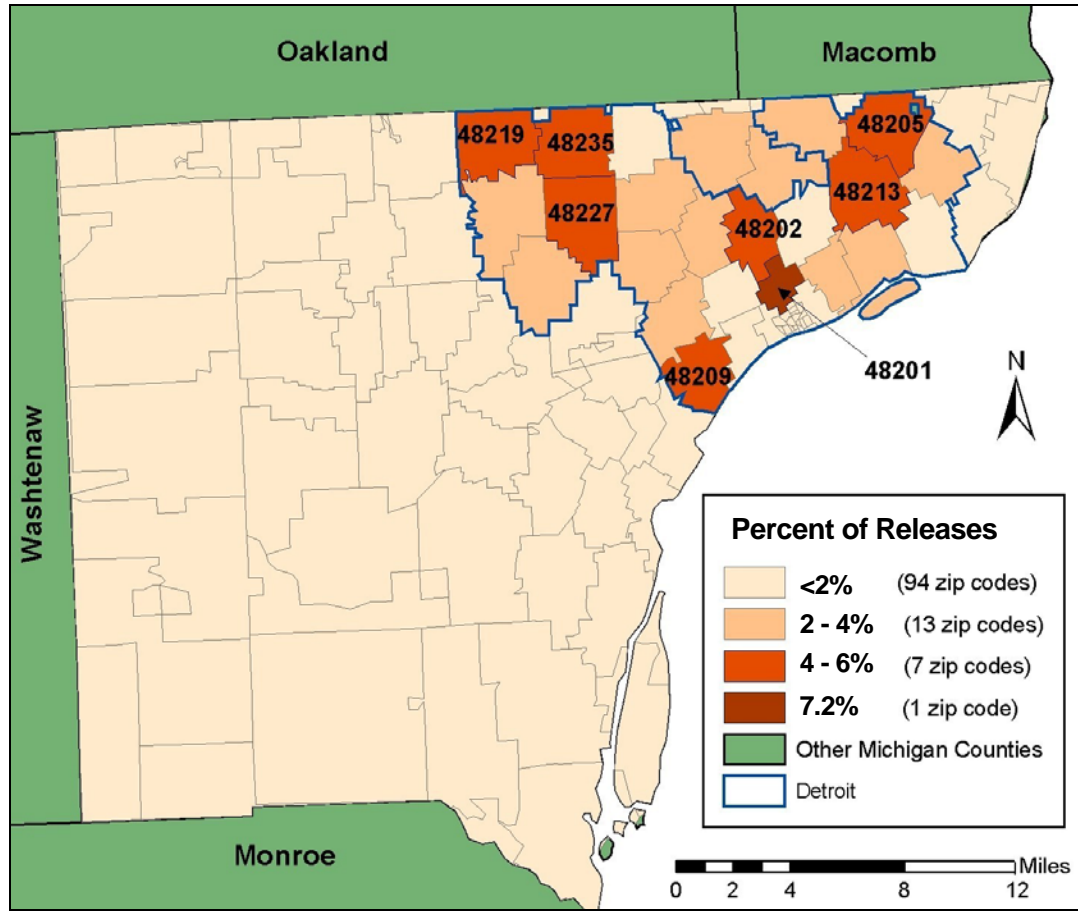 Oakland
Macomb
48219
48235
48205
48227
48213
48202
48201
48209
N
Washtenaw
Percent of Releases
<2% (94 zip codes)
2 - 4% (13 zip codes)
4 - 6% (7 zip codes)
7.2% (1 zip code)
Other Michigan Counties
Detroit
Monroe
Miles
0 2 4 8 12